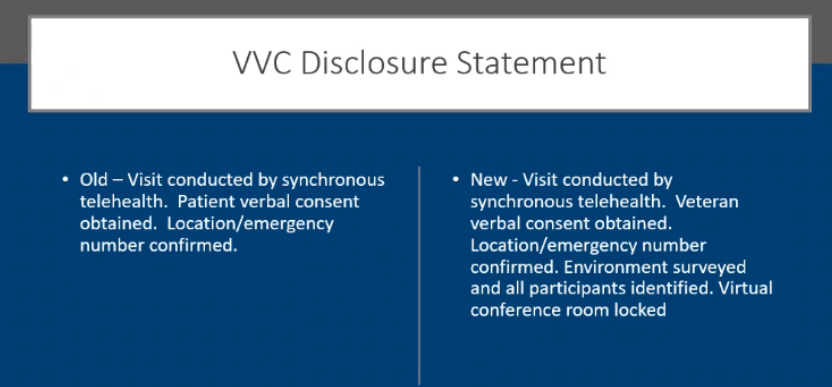 VVC Disclosure Statement
• Old – Visit conducted by synchronous
telehealth.  Patient verbal consent
obtained.  Location/emergency
number confirmed.
• New - Visit conducted by
synchronous telehealth.  Veteran
verbal consent obtained.
Location/emergency number
confirmed. Environment surveyed
and all participants identified. Virtual
conference room locked